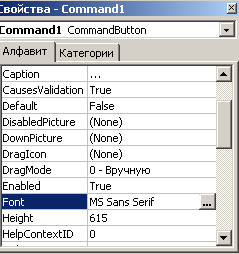 Свойства - Command1
Command1 CommandButton
Алфавит Категории
Caption ...
CausesValidation True
Default False
DisabledPicture (None)
DownPicture (None)
DragIcon (None)
DragMode 0 - Вручную
Enabled True
Font MS Sans Serif ...
Height 615
HelpContextID 0